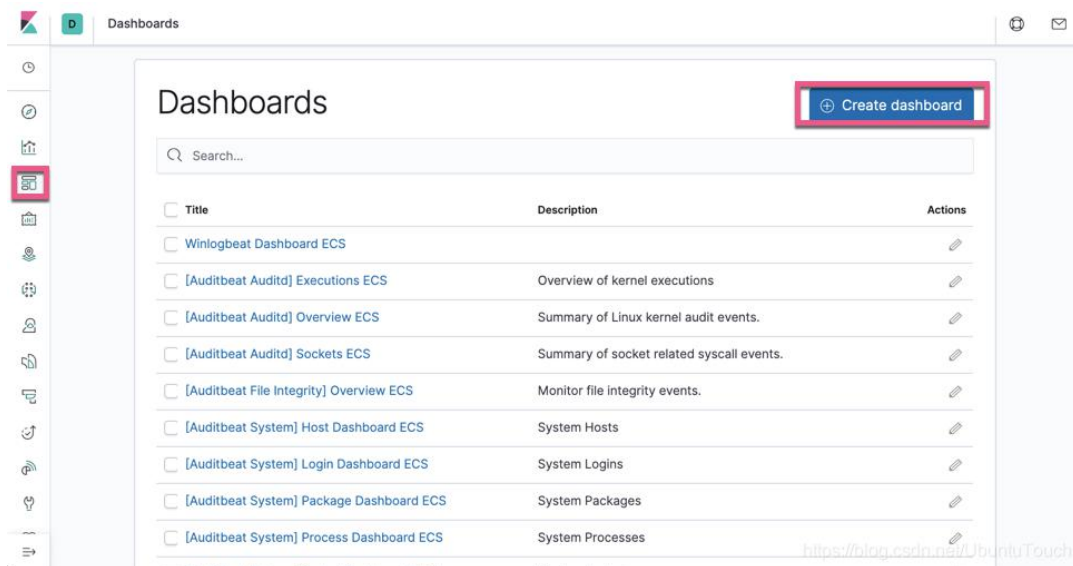 D Dashboards
Dashboards
Create dashboard
Search...
Title Description Actions
Winlogbeat Dashboard ECS
[Auditbeat Auditd] Executions ECS Overview of kernel executions
[Auditbeat Auditd] Overview ECS Summary of Linux kernel audit events.
[Auditbeat Auditd] Sockets ECS Summary of socket related syscall events.
[Auditbeat File Integrity] Overview ECS Monitor file integrity events.
[Auditbeat System] Host Dashboard ECS System Hosts
[Auditbeat System] Login Dashboard ECS System Logins
[Auditbeat System] Package Dashboard ECS System Packages
[Auditbeat System] Process Dashboard ECS System Processes
https://blog.csdn.net/UbuntuTouch